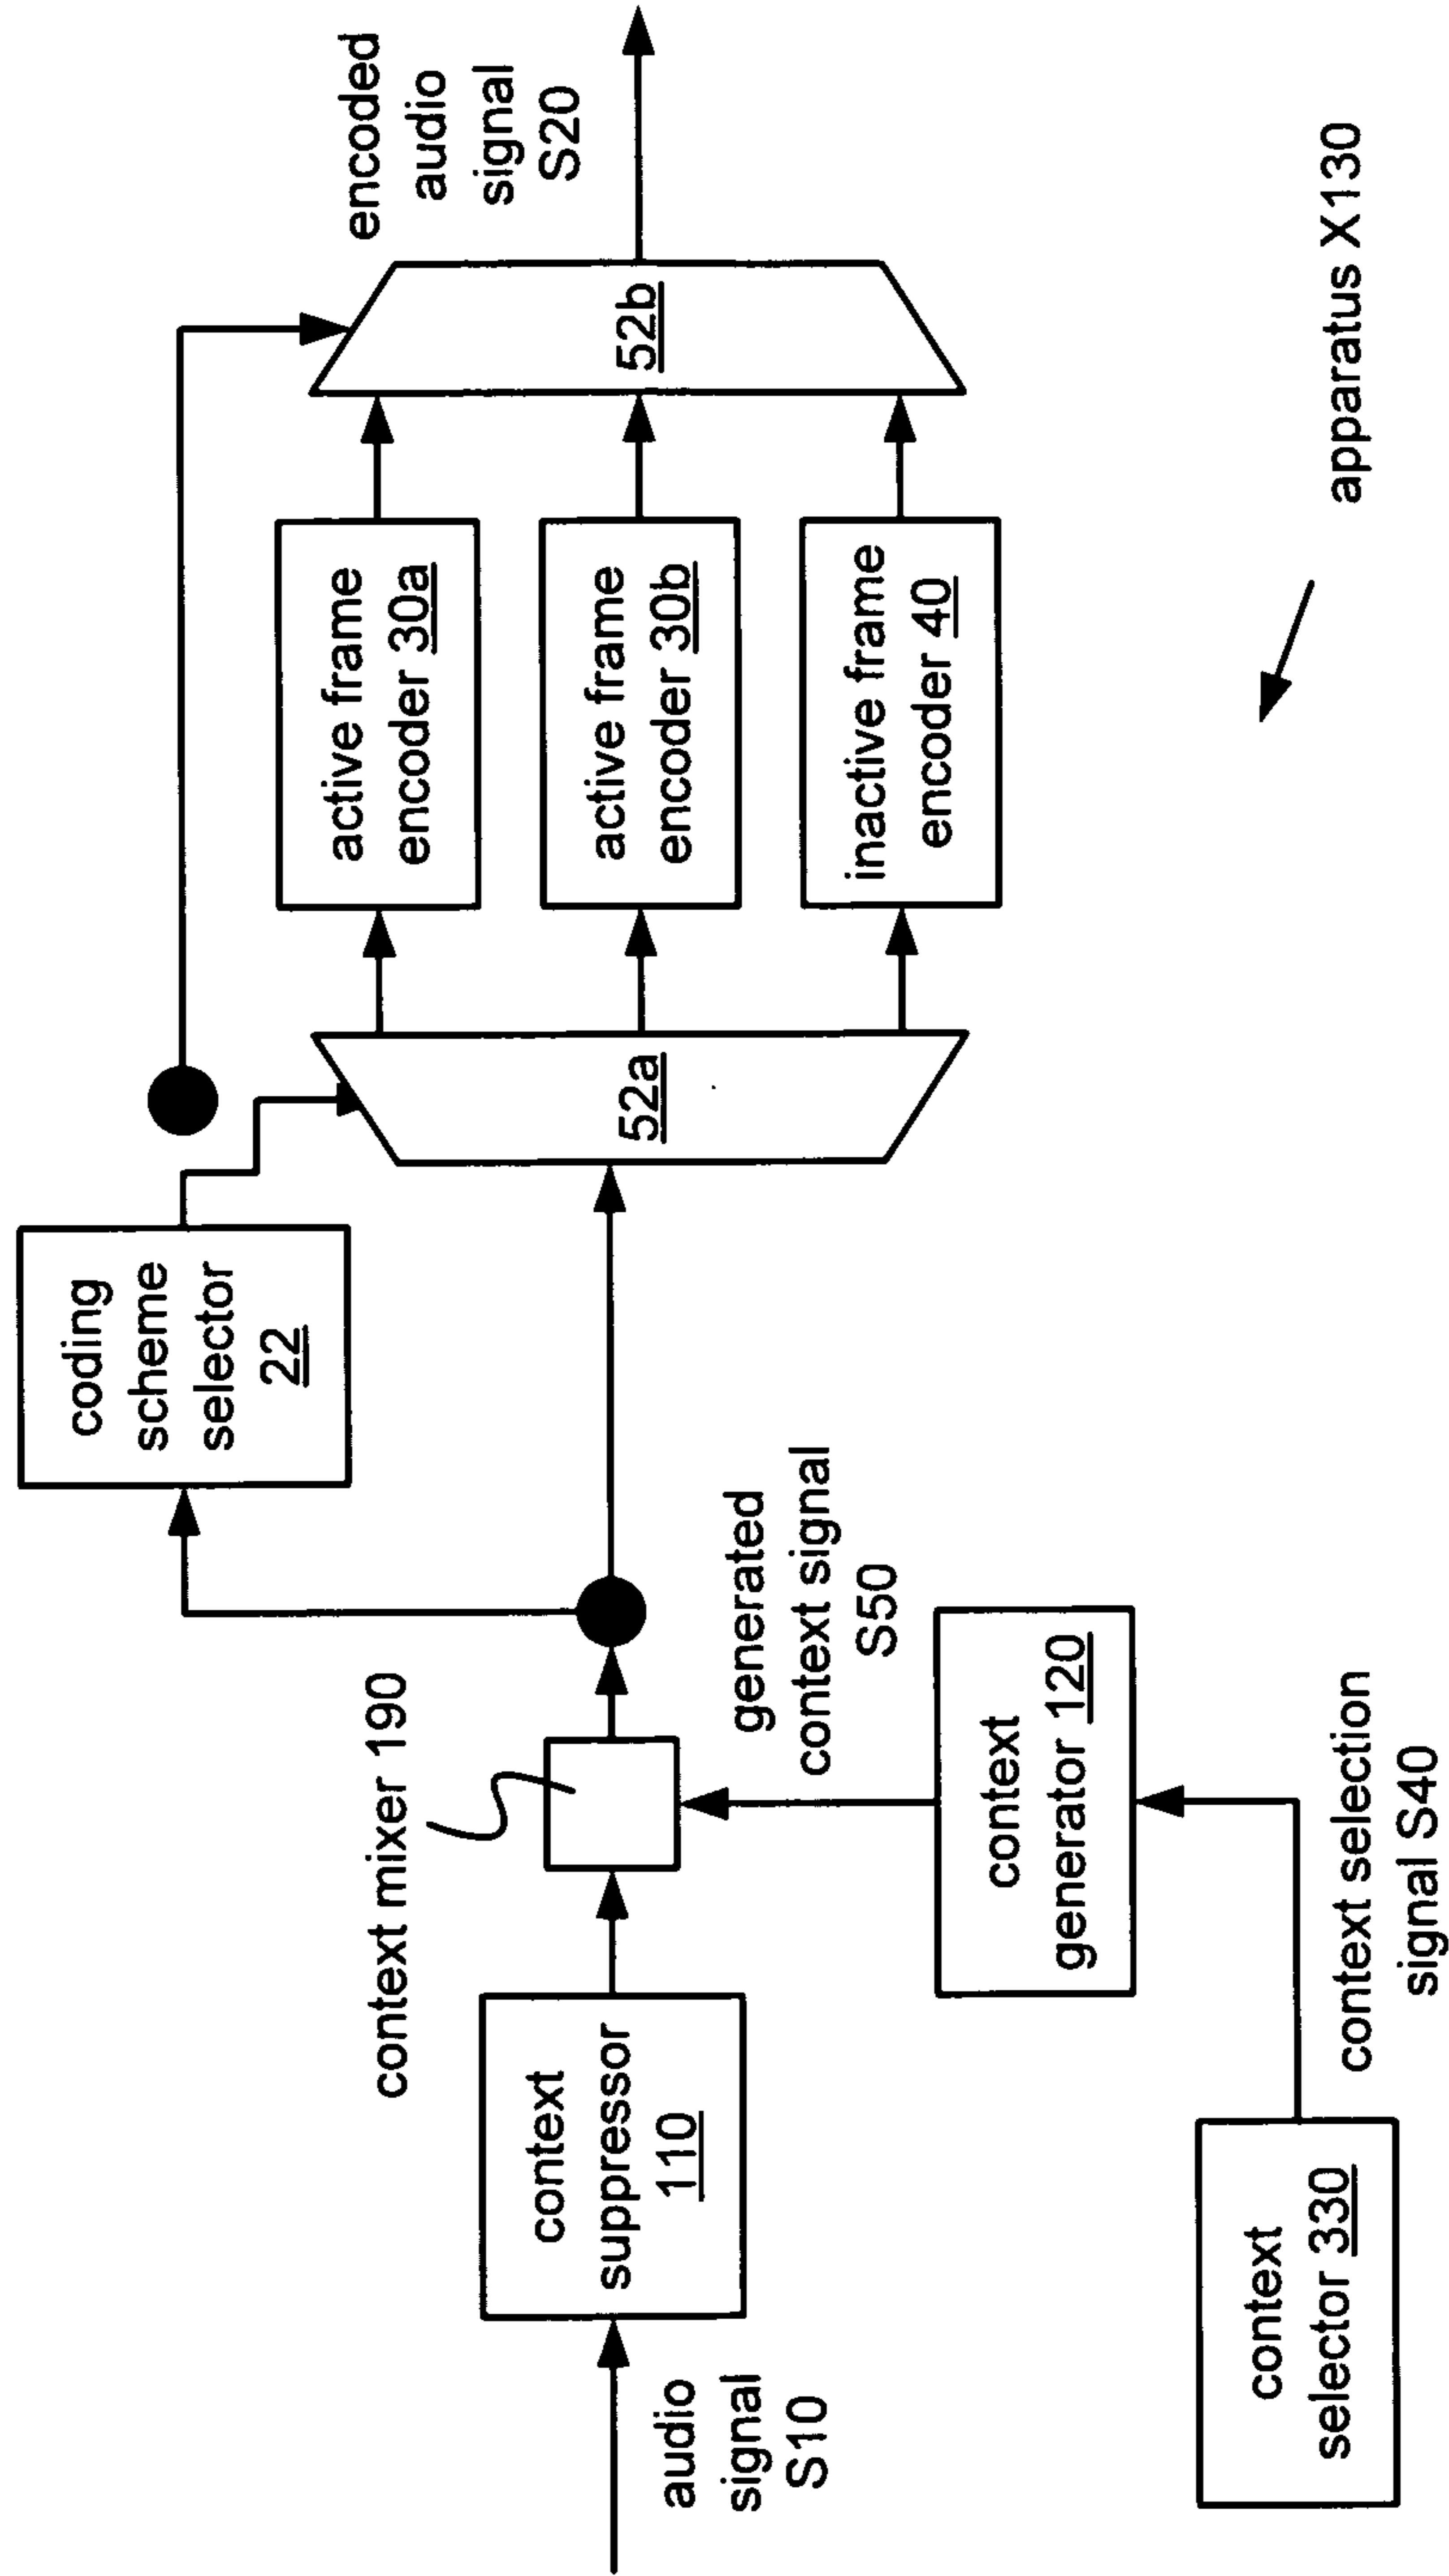 audio
signal
S10
context
suppressor
110
context mixer 190
context
selector 330
context selection
signal S40
context
generator 120
generated
context signal
S50
coding
scheme
selector
22
52a
active frame
encoder 30a
active frame
encoder 30b
inactive frame
encoder 40
52b
encoded
audio
signal
S20
apparatus X130